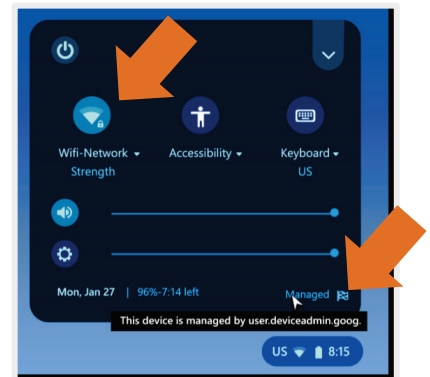 Wifi-Network
Strength
Accessibility
Keyboard
US
Mon, Jan 27 | 96%-7:14 left
Managed
This device is managed by user.deviceadmin.goog.
US 8:15